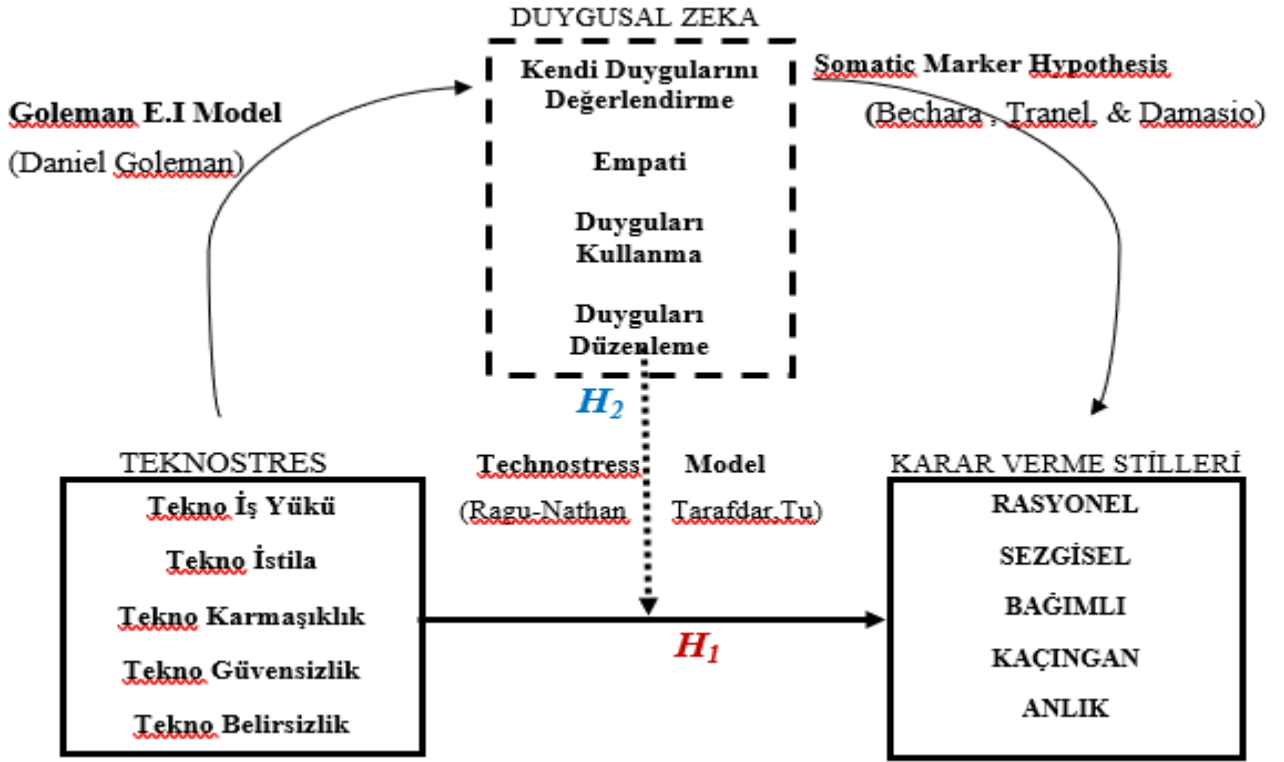 DUYGUSAL ZEKA
Kendi Duygularını
Değerlendirme
Empati
Duyguları
Kullanma
Duyguları
Düzenleme
Goleman E.I Model
(Daniel Goleman)
Somatic Marker Hypothesis
(Bechara , Tranel, & Damasio)
H2
Technostress Model
(Ragu-Nathan Tarafdar,Tu)
H1
TEKNOSTRES
Tekno İş Yükü
Tekno İstila
Tekno Karmaşıklık
Tekno Güvensizlik
Tekno Belirsizlik
KARAR VERME STİLLERİ
RASYONEL
SEZGİSEL
BAĞIMLI
KAÇINGAN
ANLIK